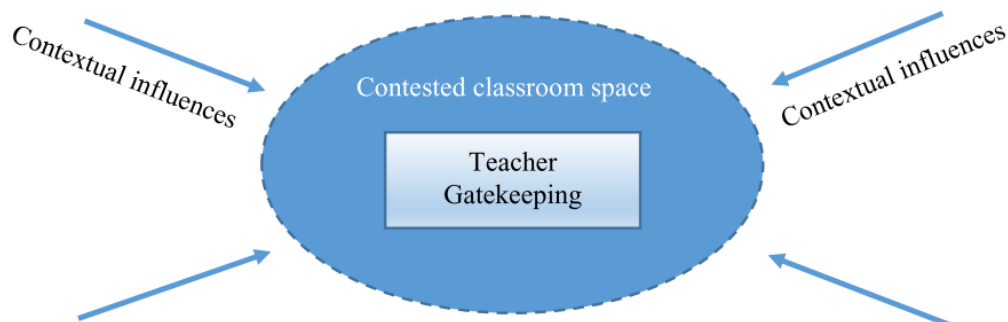 Contextual influences
Contextual influences
Contested classroom space
Teacher
Gatekeeping